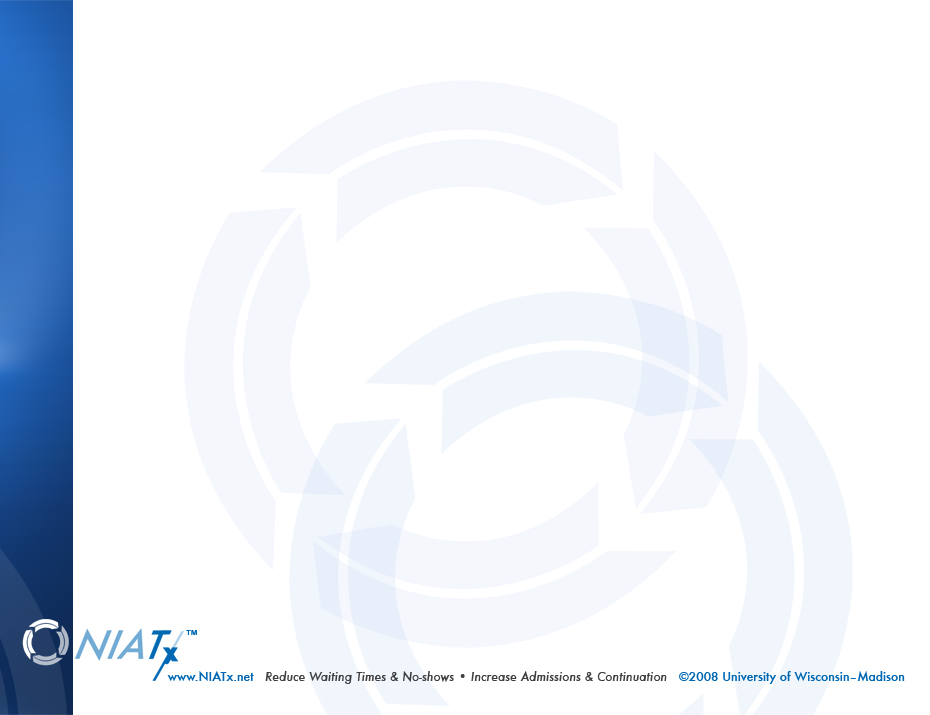 NIATx™
www.NIATx.net Reduce Waiting Times & No-shows • Increase Admissions & Continuation ©2008 University of Wisconsin–Madison